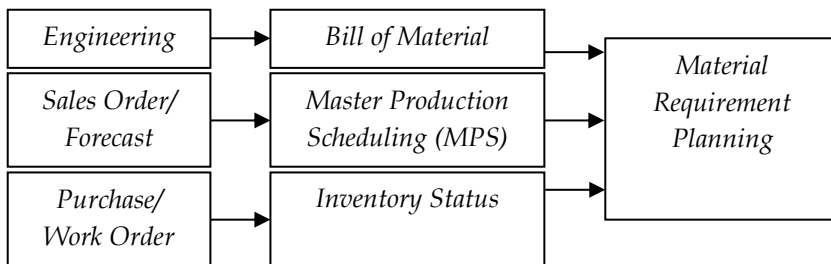 Engineering
Bill of Material
Sales Order/
Forecast
Master Production
Scheduling (MPS)
Purchase/
Work Order
Inventory Status
Material
Requirement
Planning